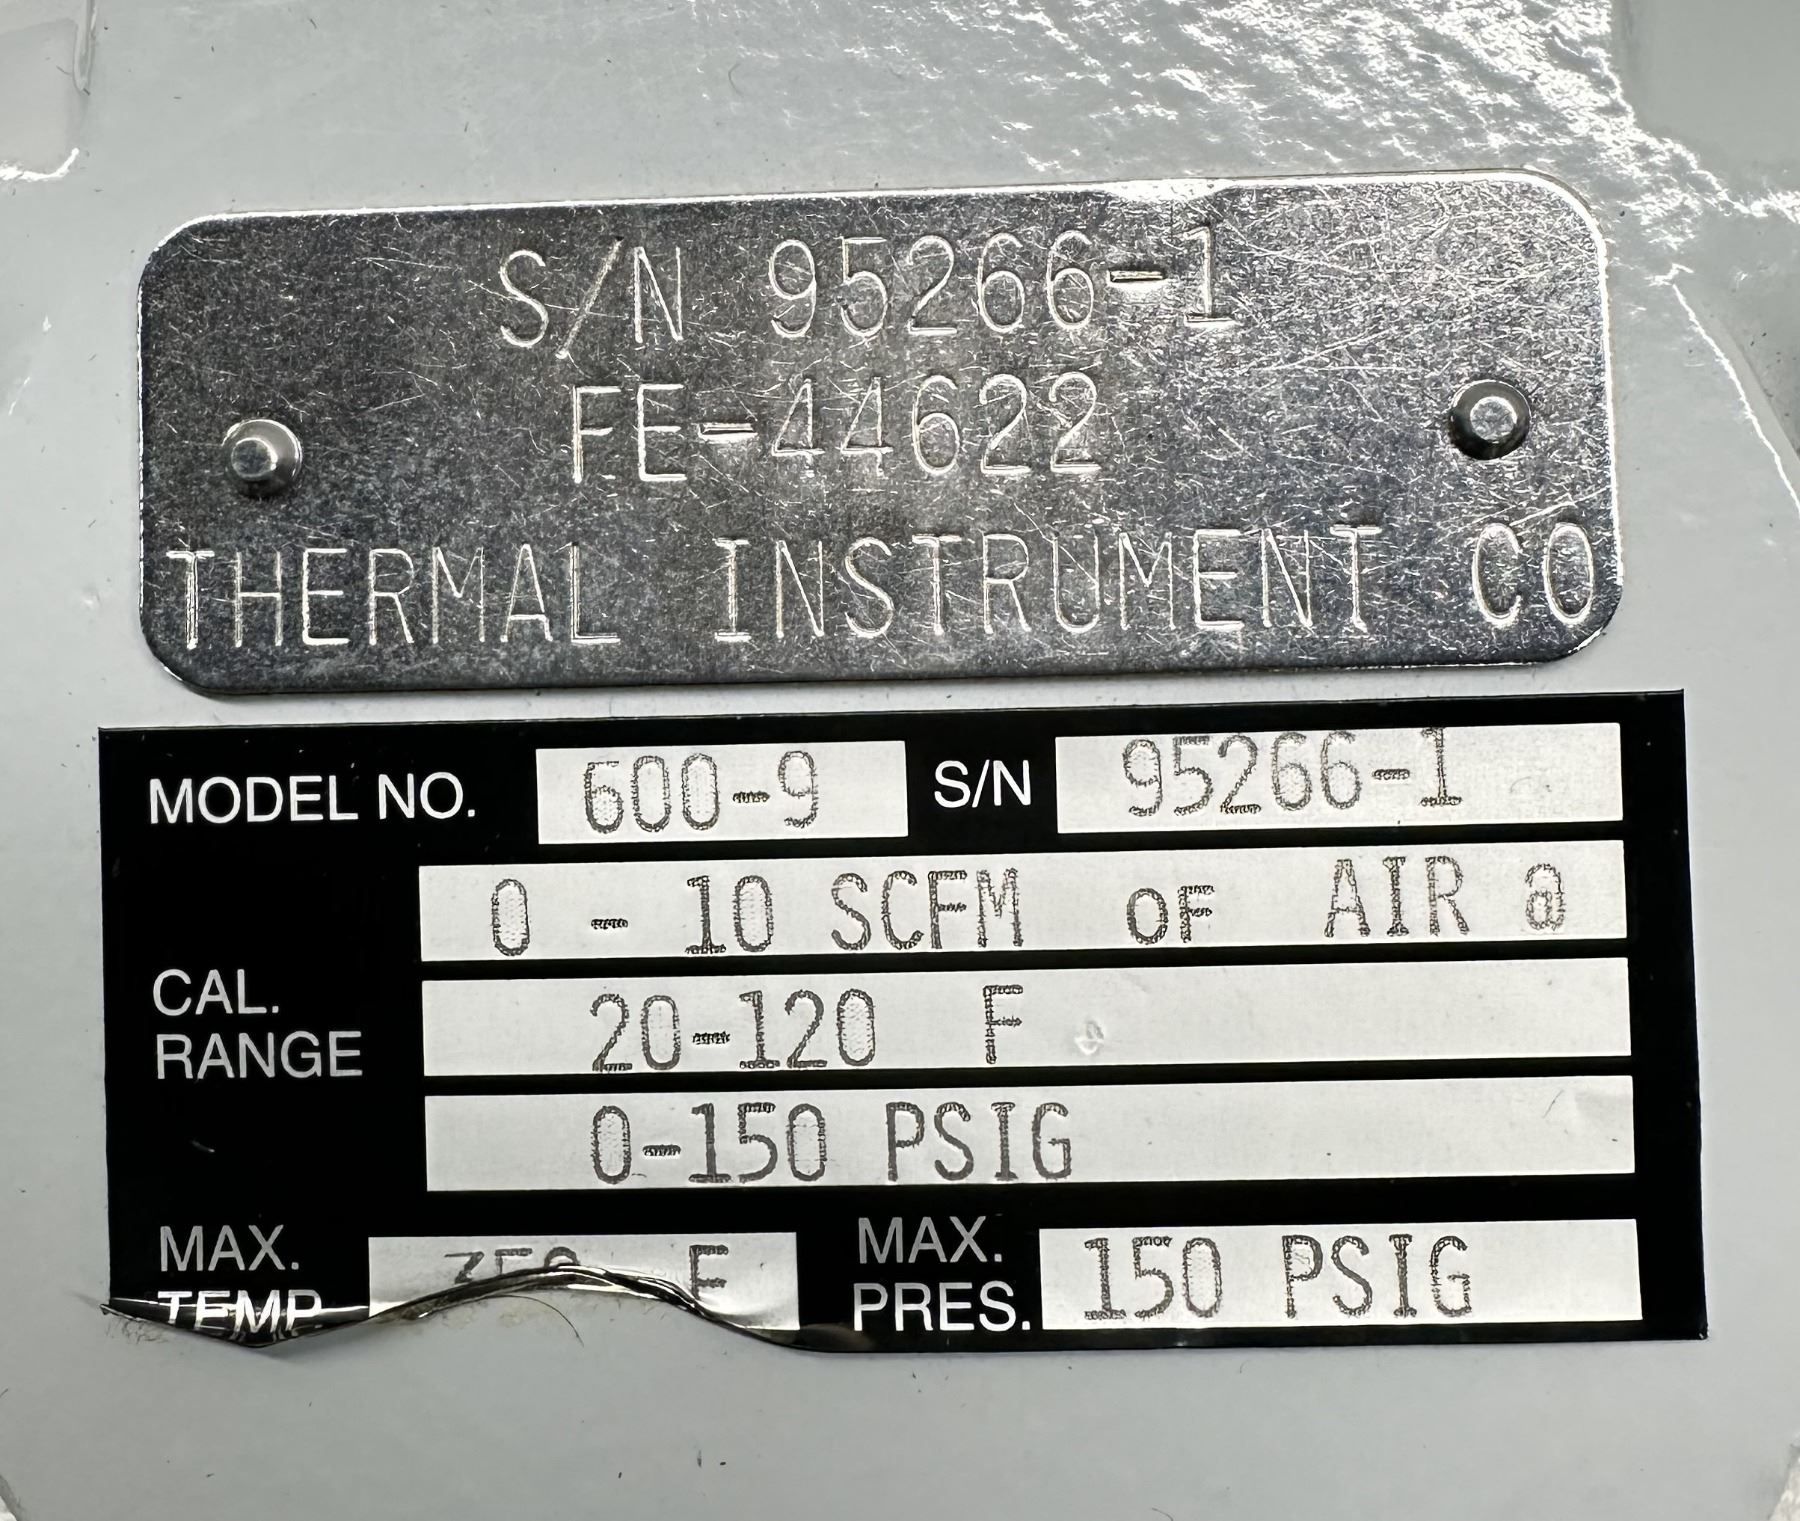 S/N 95266-1
FE-44622
THERMAL INSTRUMENT CO
MODEL NO. 600-9 S/N 95266-1
CAL. RANGE
0 - 10 SCFM OF AIR @
20-120 F
0-150 PSIG
MAX. TEMP. F
MAX. PRES. 150 PSIG